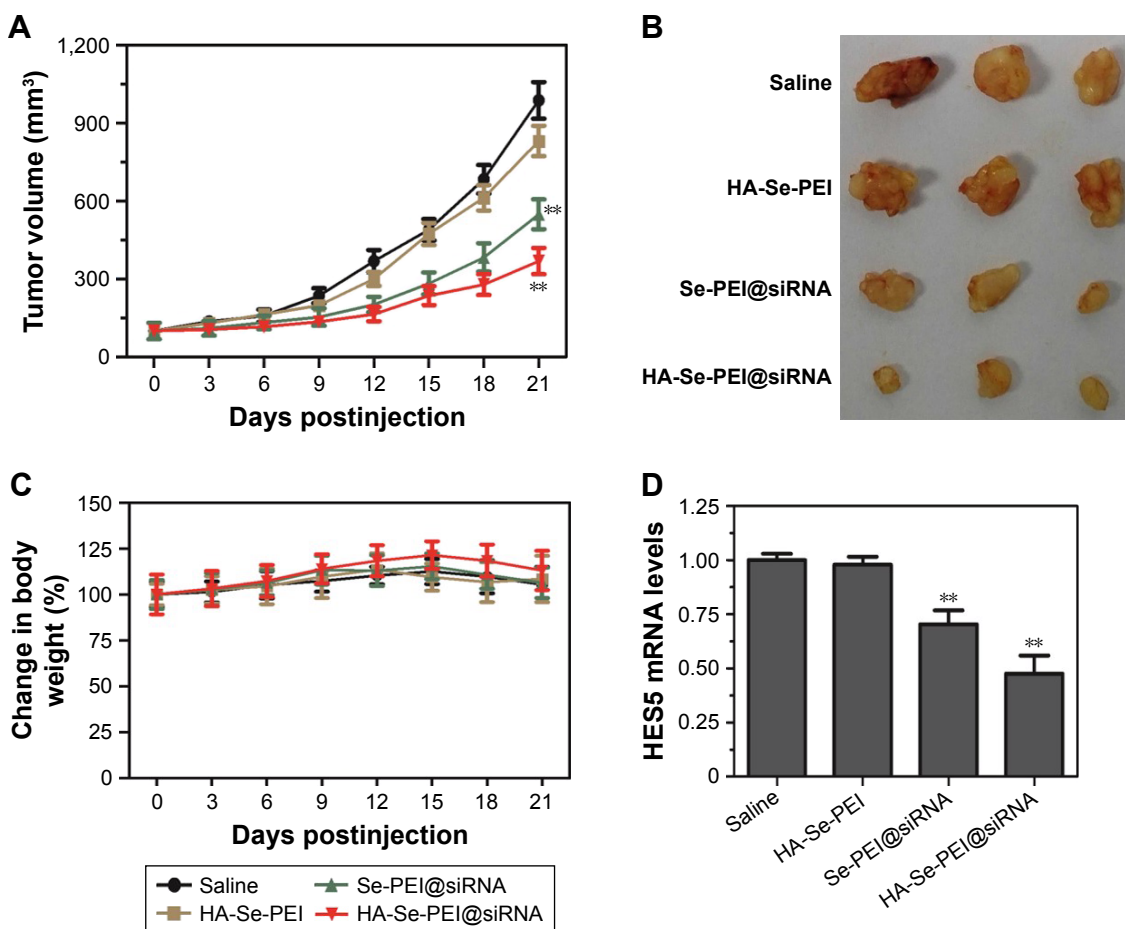 A
Tumor volume (mm³)
1,200
900
600
300
0
**
**
0 3 6 9 12 15 18 21
Days postinjection
B
Saline
HA-Se-PEI
Se-PEI@siRNA
HA-Se-PEI@siRNA
C
Change in body
weight (%)
150
125
100
75
50
25
0
0 3 6 9 12 15 18 21
Days postinjection
Saline Se-PEI@siRNA
HA-Se-PEI HA-Se-PEI@siRNA
D
HES5 mRNA levels
1.25
1.00
0.75
0.50
0.25
0
**
**
Saline
HA-Se-PEI
Se-PEI@siRNA
HA-Se-PEI@siRNA